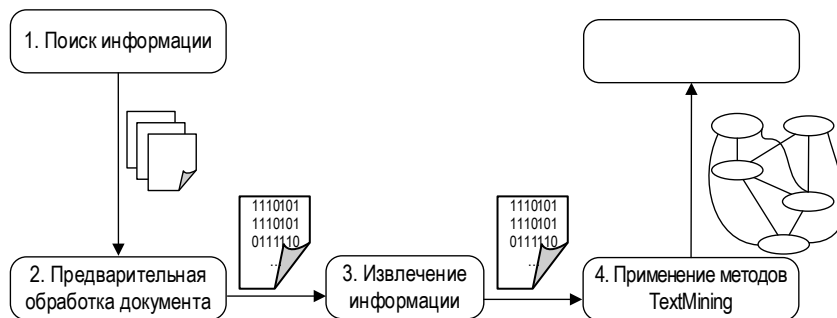 1. Поиск информации
1110101
1110101
0111110
...
1110101
1110101
0111110
...
2. Предварительная
обработка документа
3. Извлечение
информации
4. Применение методов
TextMining